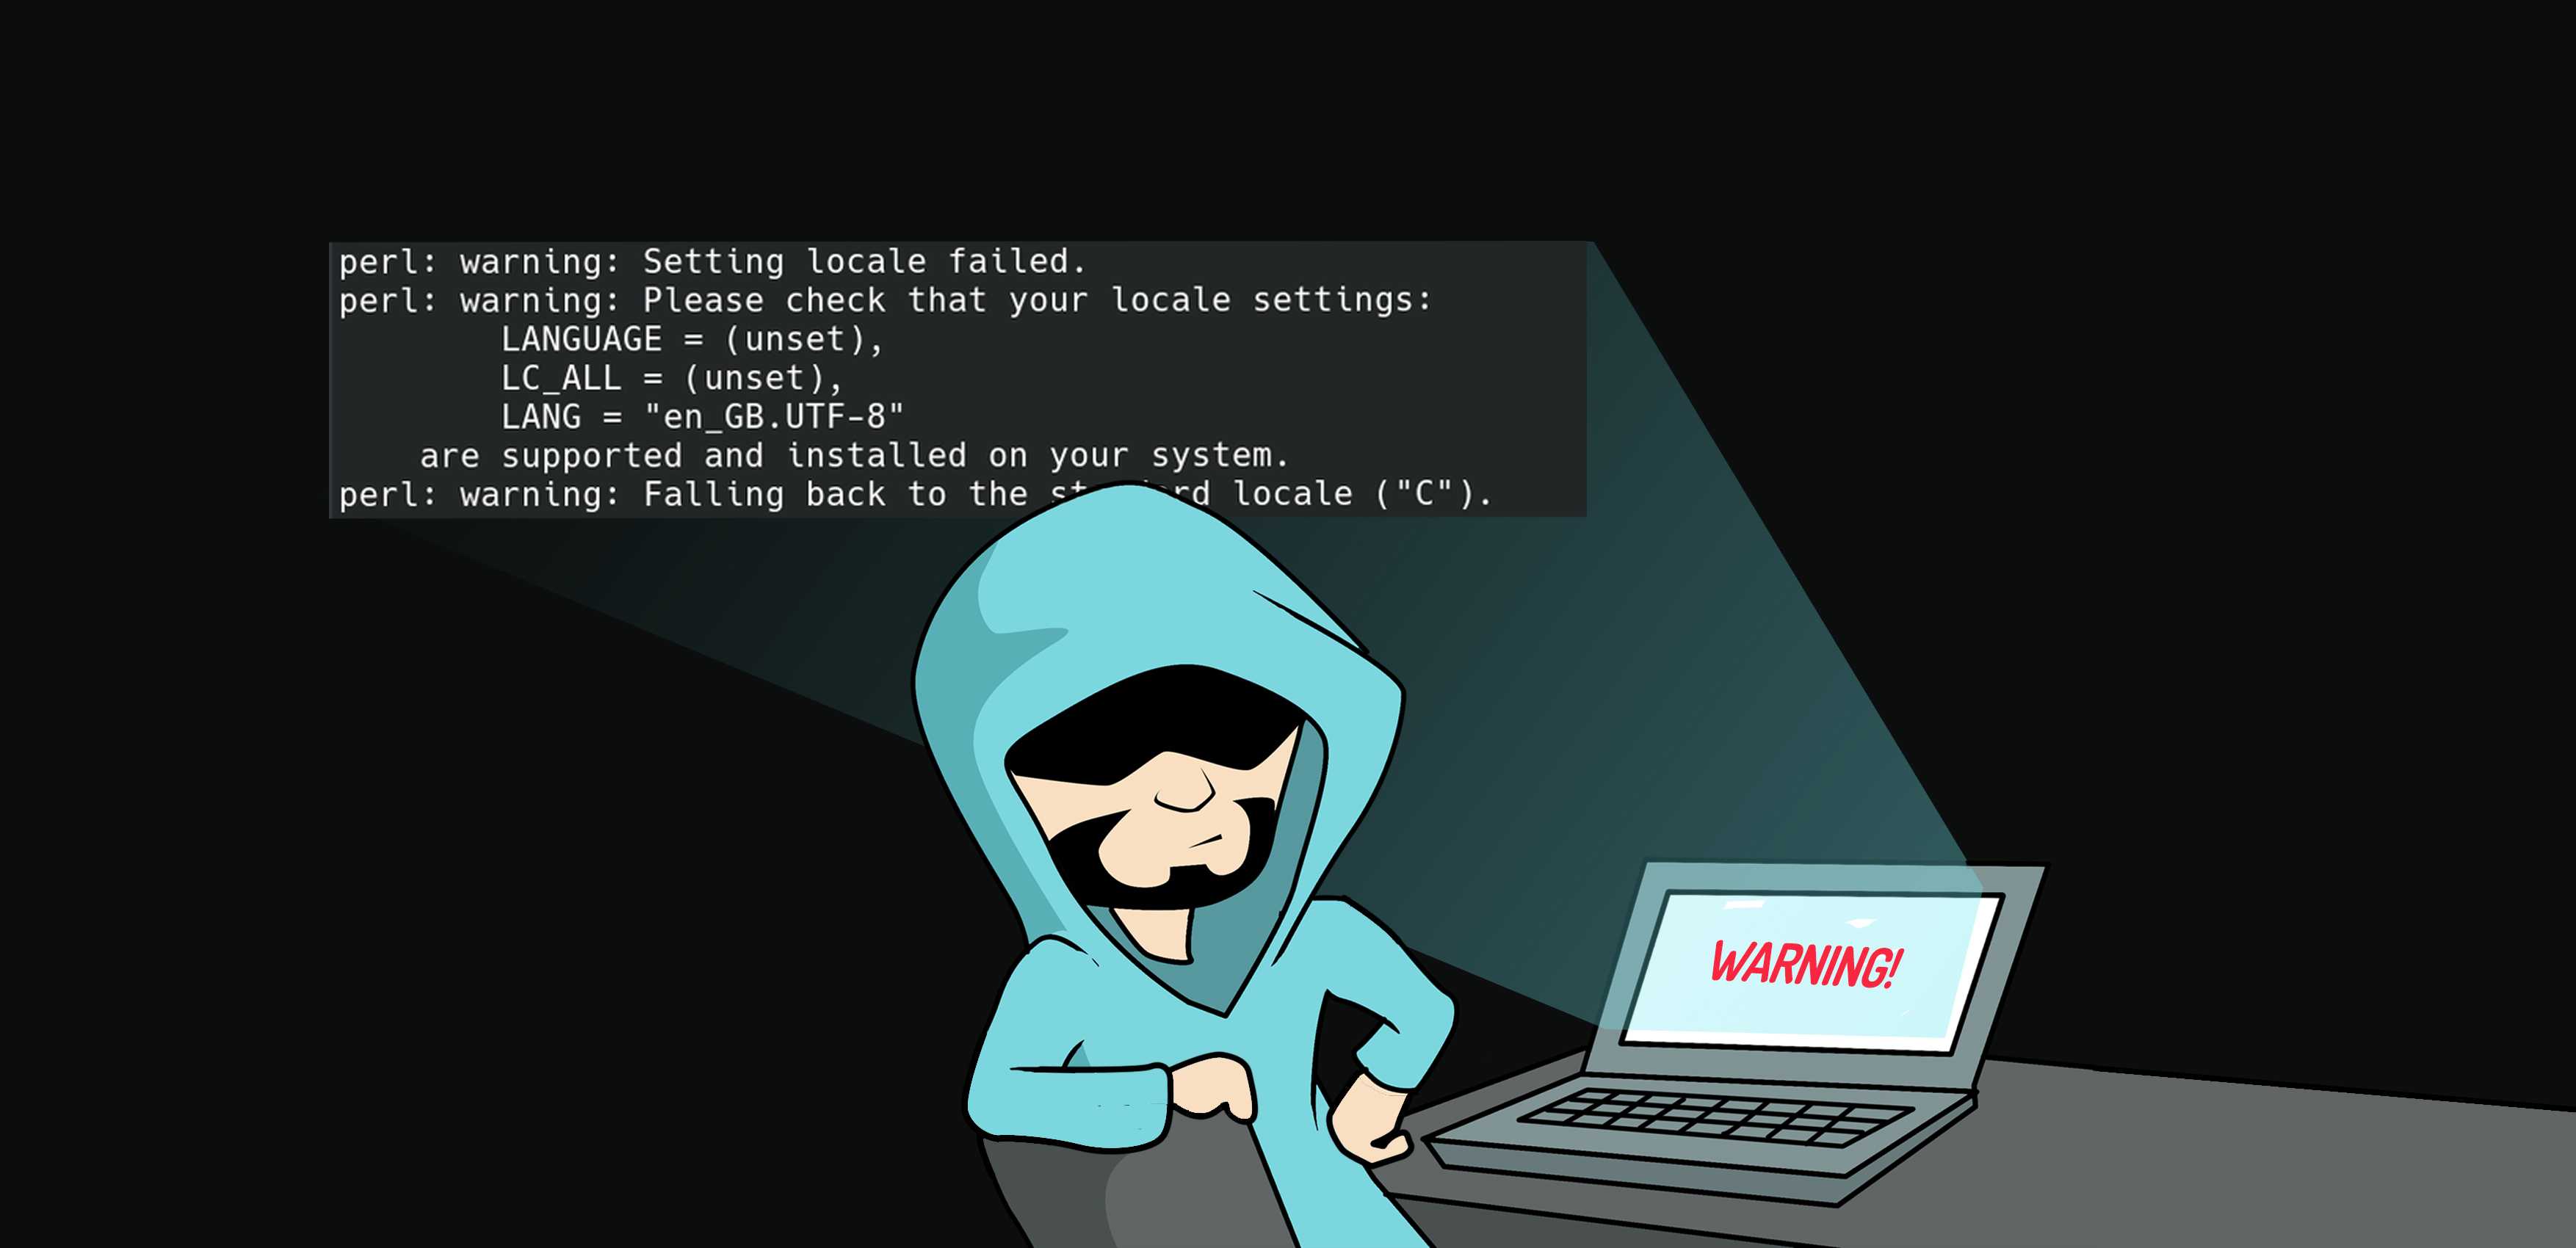 perl: warning: Setting locale failed.
perl: warning: Please check that your locale settings:
        LANGUAGE = (unset),
        LC_ALL = (unset),
        LANG = "en_GB.UTF-8"
    are supported and installed on your system.
perl: warning: Falling back to the locale ("C").
WARNING!